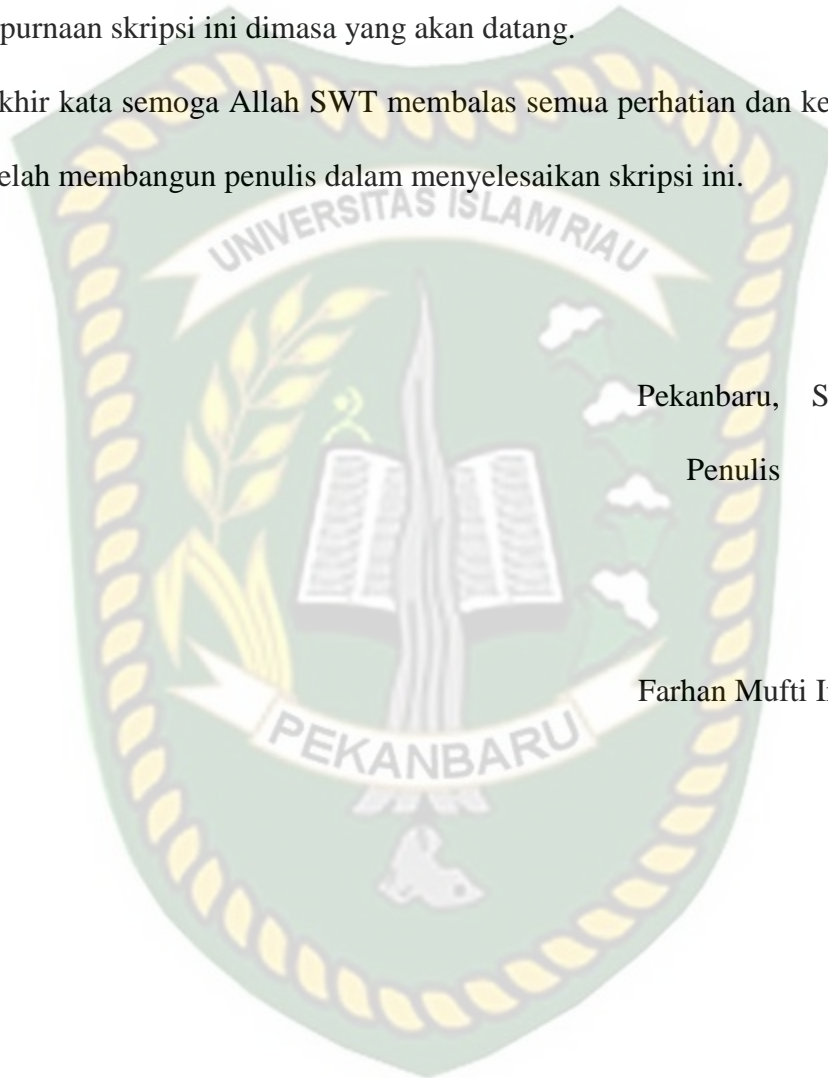 purnaan skripsi ini dimasa yang akan datang.
khir kata semoga Allah SWT membalas semua perhatian dan ke
elah membangun penulis dalam menyelesaikan skripsi ini.
UNIVERSITAS ISLAM RIAU
Pekanbaru, S
Penulis
Farhan Mufti
PEKANBARU